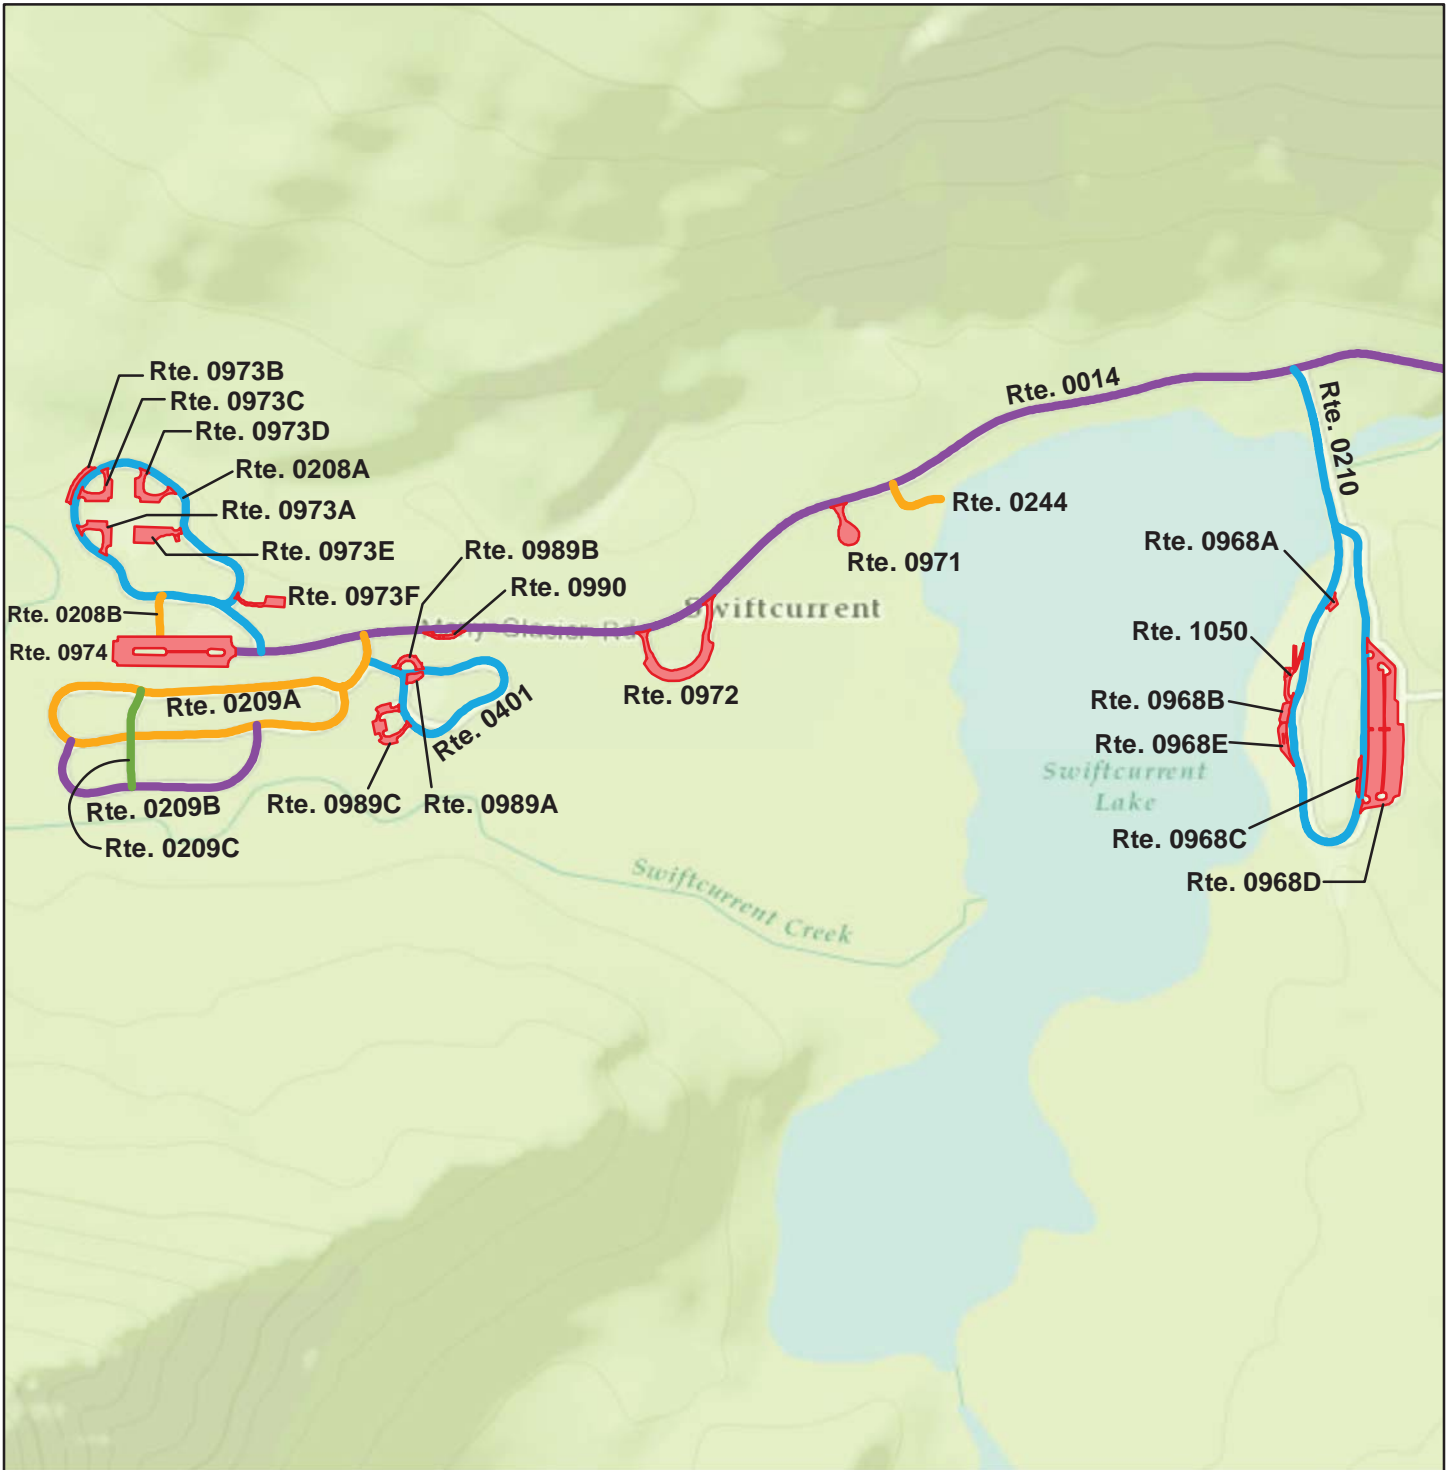 Rte. 0973B
Rte. 0973C
Rte. 0973D
Rte. 0208A
Rte. 0973A
Rte. 0973E
Rte. 0973F
Rte. 0208B
Rte. 0974
Rte. 0209A
Rte. 0209B
Rte. 0209C
Rte. 0989B
Rte. 0990
Many Glacier Rd
Swiftcurrent
Rte. 0972
Rte. 0401
Rte. 0989C
Rte. 0989A
Rte. 0014
Rte. 0210
Rte. 0244
Rte. 0971
Rte. 0968A
Rte. 1050
Rte. 0968B
Rte. 0968E
Swiftcurrent
Lake
Rte. 0968C
Rte. 0968D
Swiftcurrent Creek